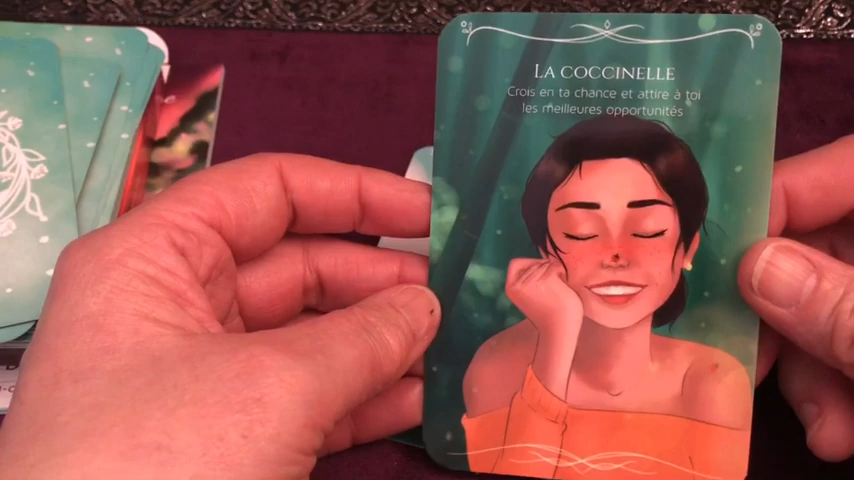 La coccinelle
Crois en ta chance et attire à toi
les meilleures opportunités